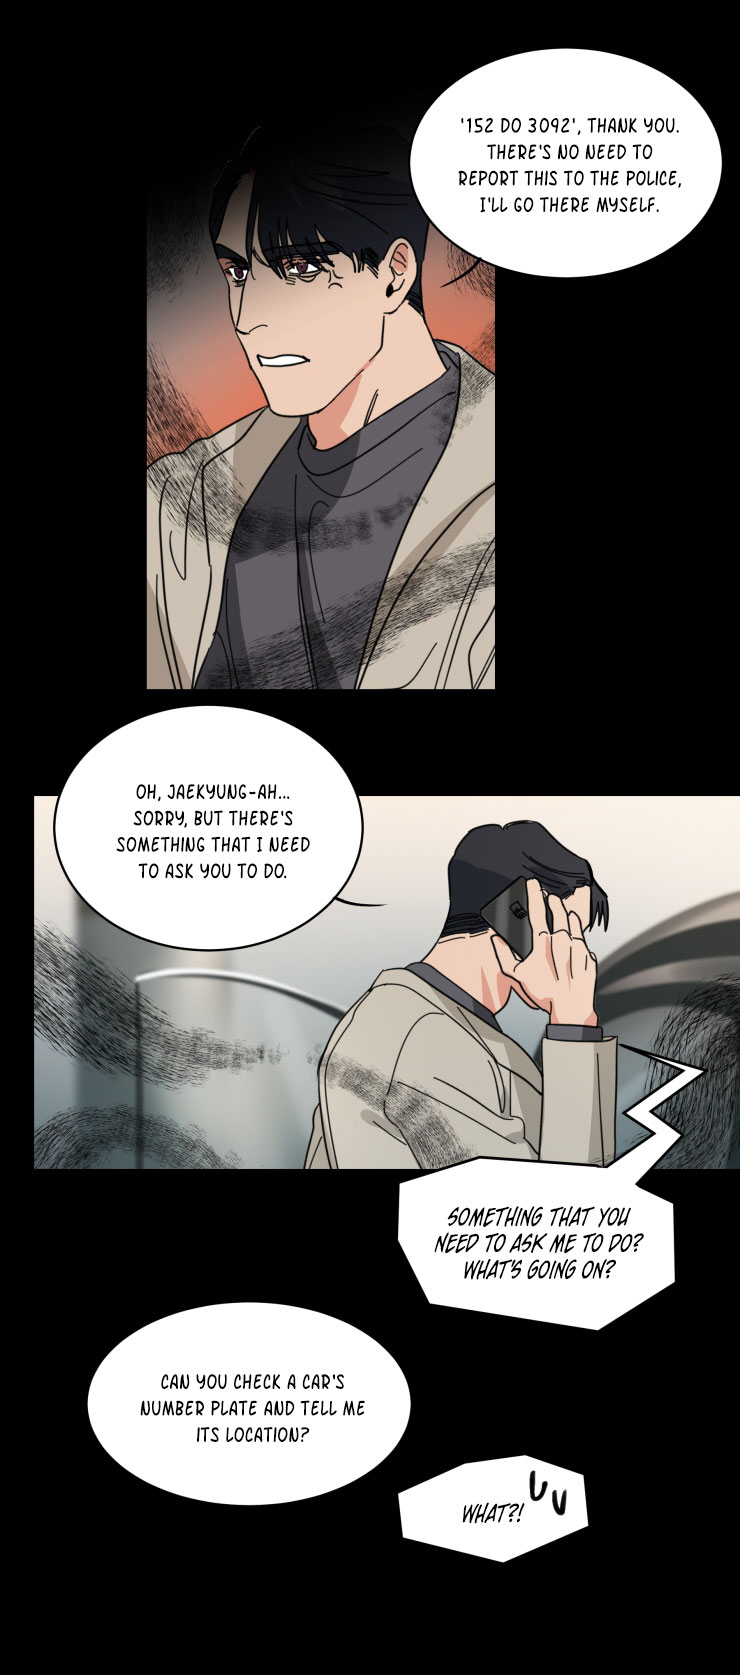 '152 DO 3092', THANK YOU.
THERE'S NO NEED TO
REPORT THIS TO THE POLICE,
I'LL GO THERE MYSELF.
OH, JAEKYUNG-AH...
SORRY, BUT THERE'S
SOMETHING THAT I NEED
TO ASK YOU TO DO.
SOMETHING THAT YOU
NEED TO ASK ME TO DO?
WHAT'S GOING ON?
CAN YOU CHECK A CAR'S
NUMBER PLATE AND TELL ME
ITS LOCATION?
WHAT?!